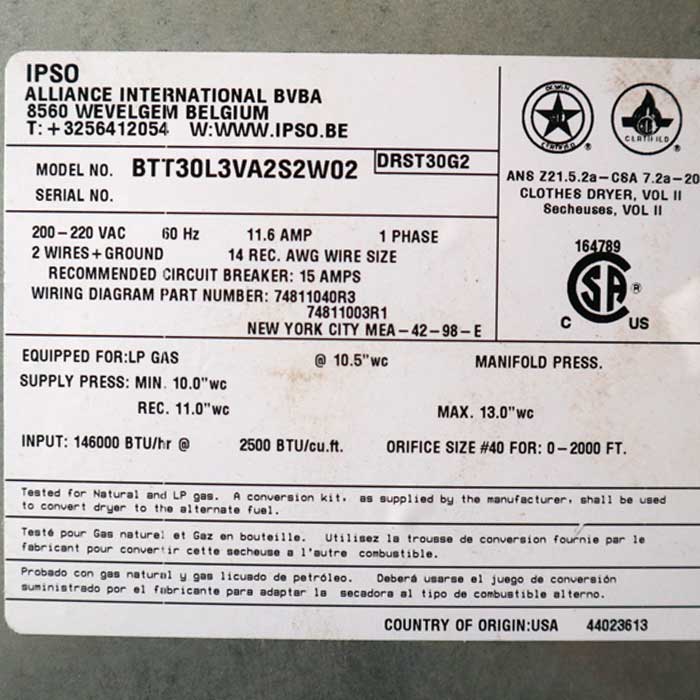 IPSO
ALLIANCE INTERNATIONAL BVBA
8560 WEVELGEM BELGIUM
T: +3256412054 W:WWW.IPSO.BE
DESIGN
CERTIFIED
CERTIFIED
MODEL NO. BTT30L3VA2S2W02 DRST30G2
SERIAL NO.
ANS Z21.5.2a-CSA 7.2a-20
CLOTHES DRYER, VOL II
Secheuses, VOL II
164789
CSA ®
C US
200-220 VAC 60 Hz 11.6 AMP 1 PHASE
2 WIRES+GROUND 14 REC. AWG WIRE SIZE
RECOMMENDED CIRCUIT BREAKER: 15 AMPS
WIRING DIAGRAM PART NUMBER: 74811040R3
74811003R1
NEW YORK CITY MEA-42-98-E
EQUIPPED FOR:LP GAS @ 10.5"wc MANIFOLD PRESS.
SUPPLY PRESS: MIN. 10.0"wc
REC. 11.0"wc MAX. 13.0"wc
INPUT: 146000 BTU/hr @ 2500 BTU/cu.ft. ORIFICE SIZE #40 FOR: 0-2000 FT.
Tested for Natural and LP gas. A conversion kit, as supplied by the manufacturer, shall be used
to convert dryer to the alternate fuel.
Testé pour Gas naturel et Gaz en bouteille. Utilisez la trousse de conversion fournie par le
fabricant pour convertir cette secheuse a l'autre combustible.
Probado con gas natural y gas licuado de petróleo. Deberá usarse el juego de conversión
suministrado por el fabricante para adaptar la secadora al tipo de combustible alterno.
COUNTRY OF ORIGIN:USA 44023613